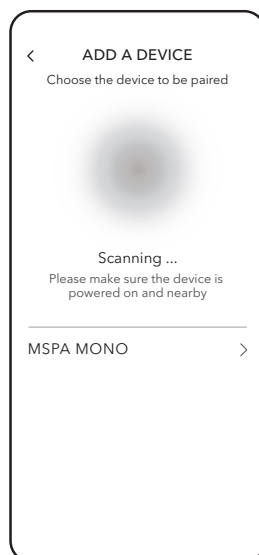 ADD A DEVICE
Choose the device to be paired
Scanning ...
Please make sure the device is
powered on and nearby
MSPA MONO